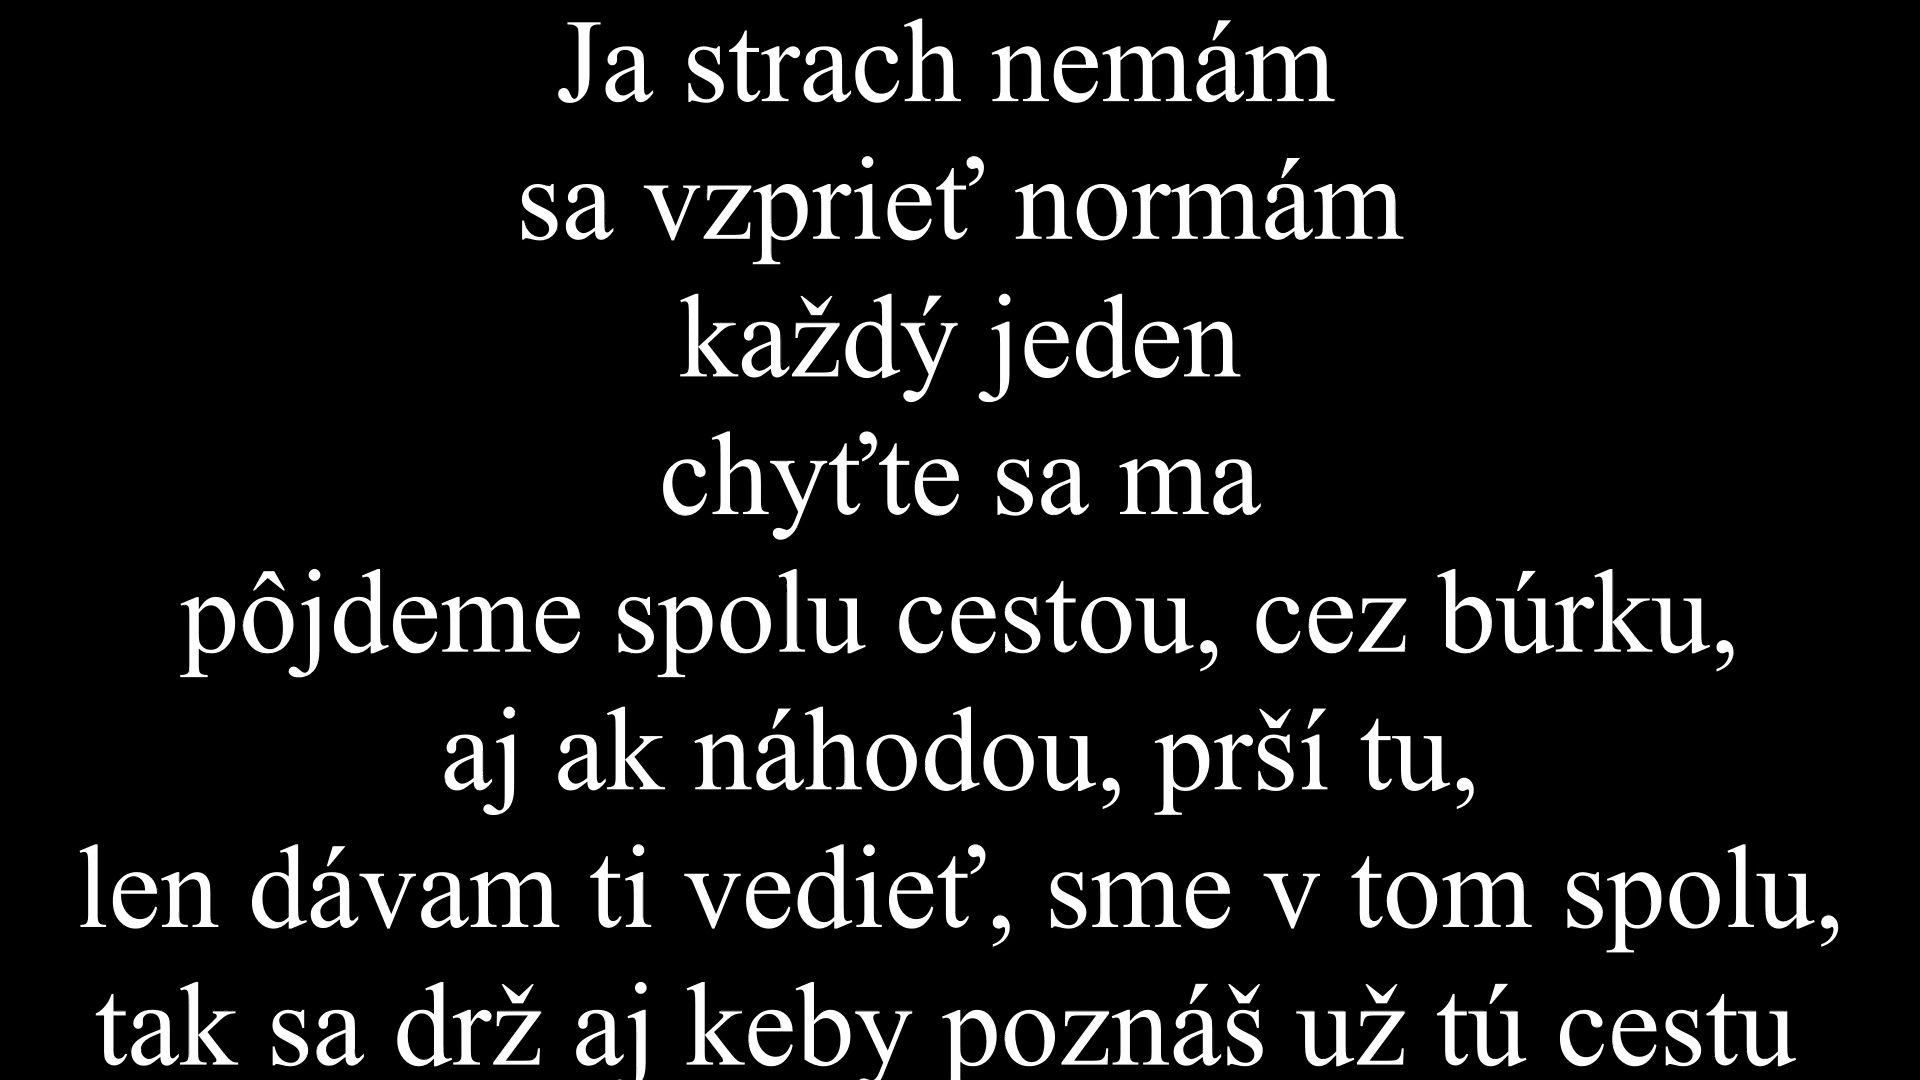 Ja strach nemám
sa vzprieť normám
každý jeden
chyťte sa ma
pôjdeme spolu cestou, cez búrku,
aj ak náhodou, prší tu,
len dávam ti vedieť, sme v tom spolu,
tak sa drž aj keby poznáš už tú cestu